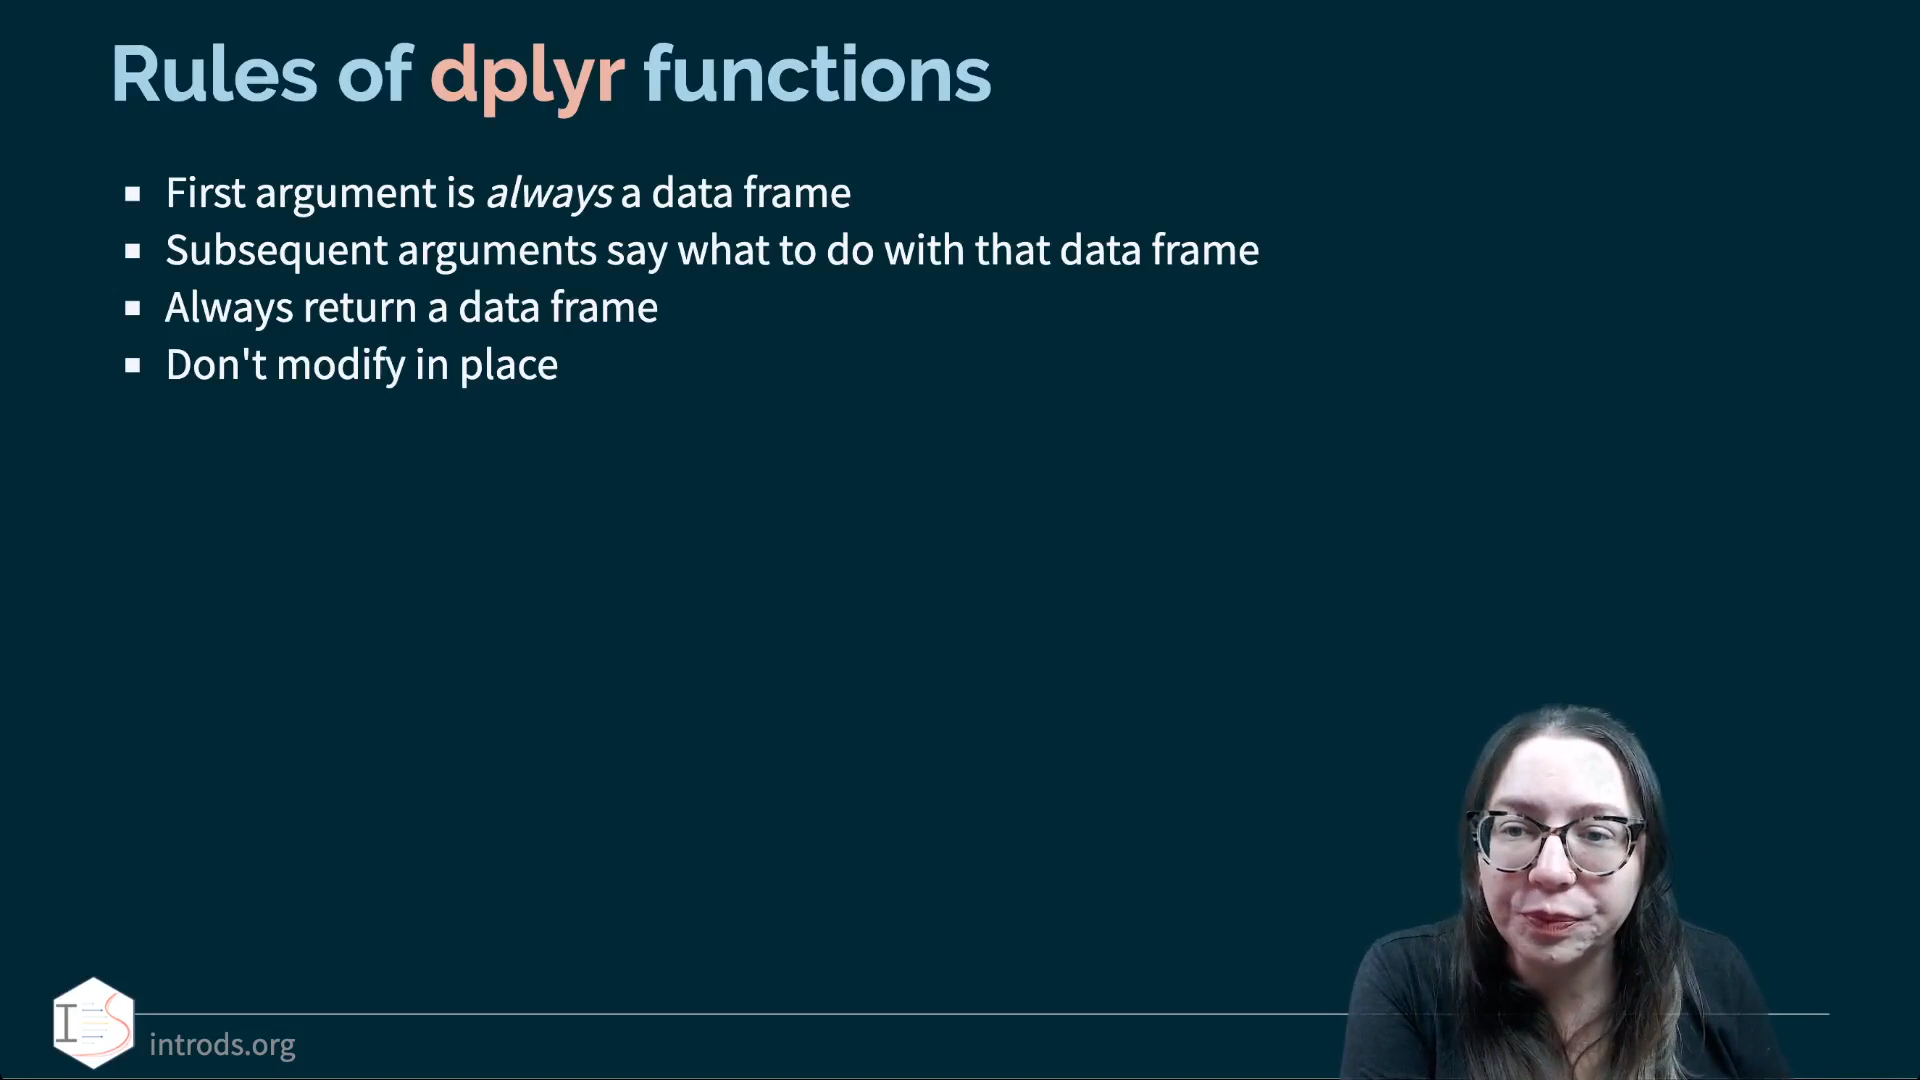 Rules of dplyr functions
First argument is always a data frame
Subsequent arguments say what to do with that data frame
Always return a data frame
Don't modify in place
IS
introds.org